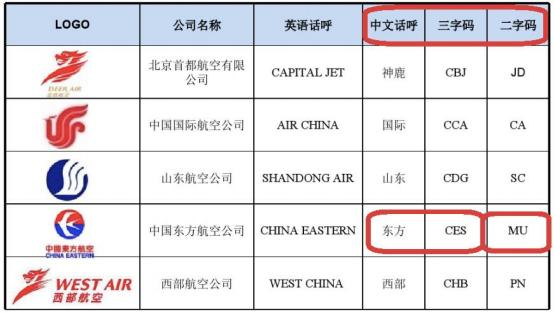 LOGO 公司名称 英语话呼 中文话呼 三字码 二字码
DEER AIR
北京首都航空有限
公司 CAPITAL JET 神鹿 CBJ JD
中国国际航空公司 AIR CHINA 国际 CCA CA
山东航空公司 SHANDONG AIR 山东 CDG SC
中國東方航空
CHINA EASTERN
中国东方航空公司 CHINA EASTERN 东方 CES MU
WEST AIR
西部航空
西部航空公司 WEST CHINA 西部 CHB PN